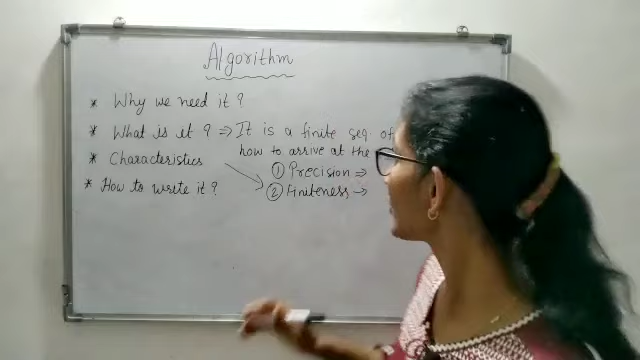 Algorithm
* Why we need it ?
* What is it ? ⇒ It is a finite seq. of
how to arrive at the
* Characteristics
① Precision ⇒
② Finiteness →
* How to write it ?